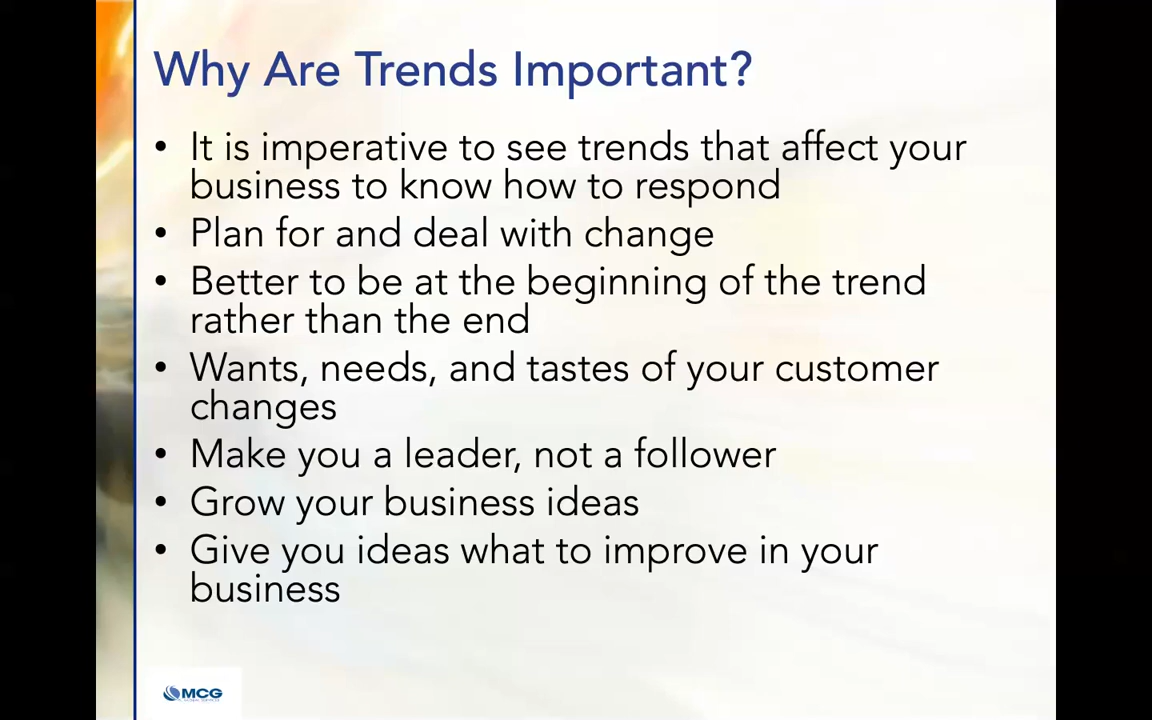 Why Are Trends Important?
• It is imperative to see trends that affect your
business to know how to respond
• Plan for and deal with change
• Better to be at the beginning of the trend
rather than the end
• Wants, needs, and tastes of your customer
changes
• Make you a leader, not a follower
• Grow your business ideas
• Give you ideas what to improve in your
business
MCG